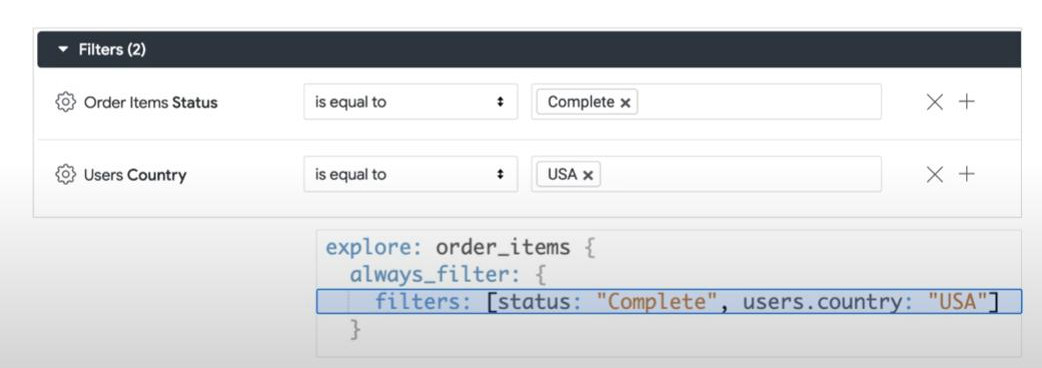 Filters (2)
Order Items Status is equal to Complete
Users Country is equal to USA
explore: order_items {
always_filter: {
filters: [status: "Complete", users.country: "USA"]
}